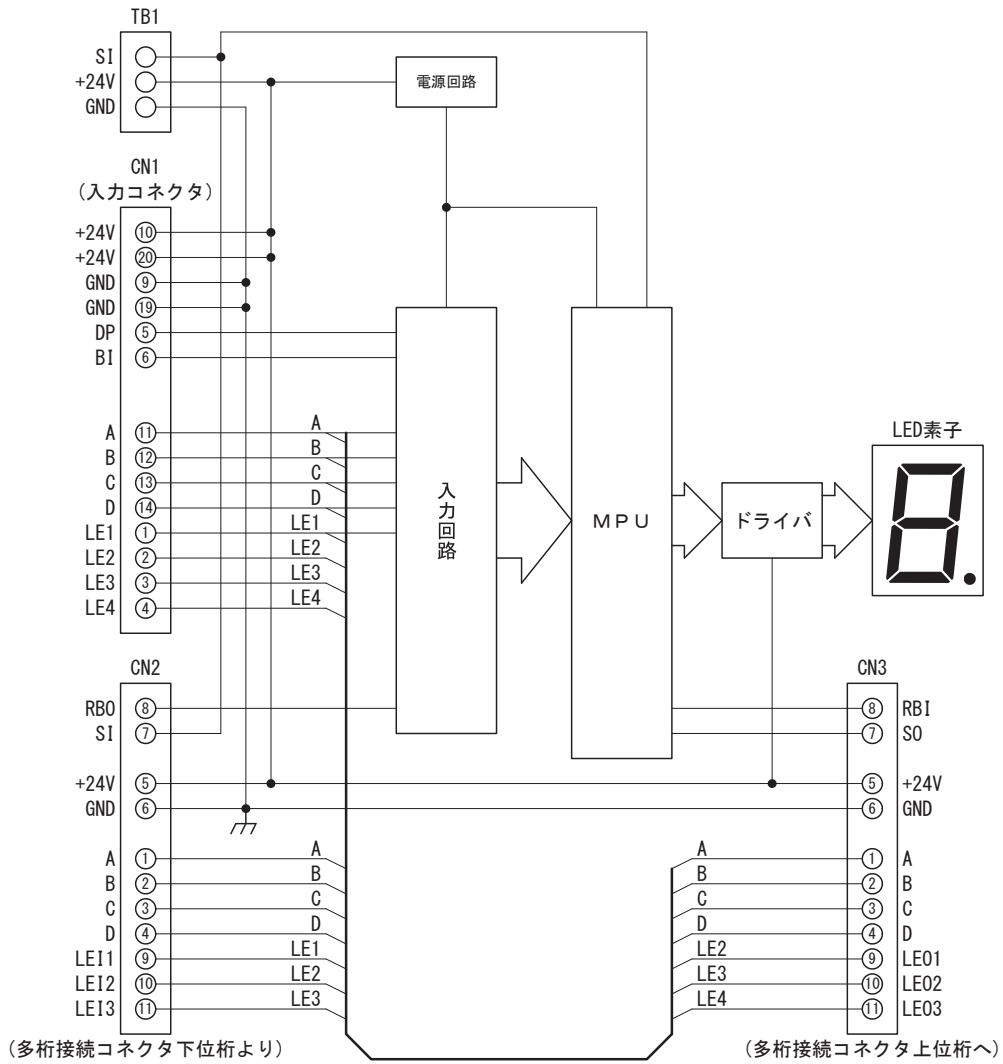 TB1
SI
+24V
GND
電源回路
CN1
(入力コネクタ)
+24V ⑩
+24V ⑳
GND ⑨
GND ⑲
DP ⑤
BI ⑥
A ⑪ A
B ⑫ B
C ⑬ C
D ⑭ D
LE1 ① LE1
LE2 ② LE2
LE3 ③ LE3
LE4 ④ LE4
入力回路
MPU
ドライバ
LED素子
CN2
RBO ⑧
SI ⑦
+24V ⑤
GND ⑥
A ① A
B ② B
C ③ C
D ④ D
LEI1 ⑨ LE1
LEI2 ⑩ LE2
LEI3 ⑪ LE3
(多桁接続コネクタ下位桁より)
CN3
⑧ RBI
⑦ SO
⑤ +24V
⑥ GND
A ① A
B ② B
C ③ C
D ④ D
LE2 ⑨ LEO1
LE3 ⑩ LEO2
LE4 ⑪ LEO3
(多桁接続コネクタ上位桁へ)